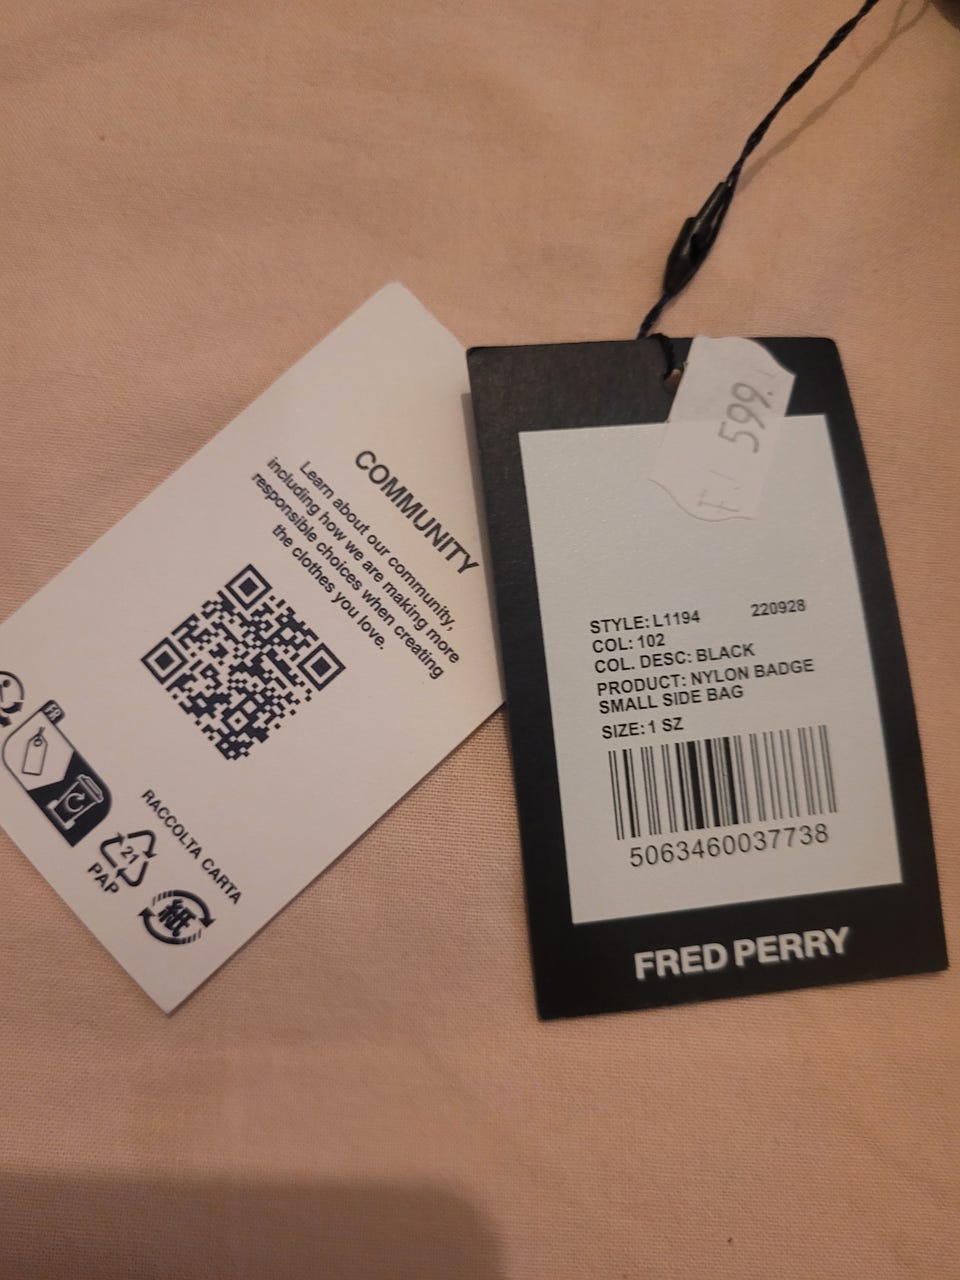 COMMUNITY
Learn about our community,
including how we are making more
responsible choices when creating
the clothes you love.
FR
RACCOLTA CARTA
21
PAP
紙
599.
STYLE: L1194 220928
COL: 102
COL. DESC: BLACK
PRODUCT: NYLON BADGE
SMALL SIDE BAG
SIZE: 1 SZ
5063460037738
FRED PERRY